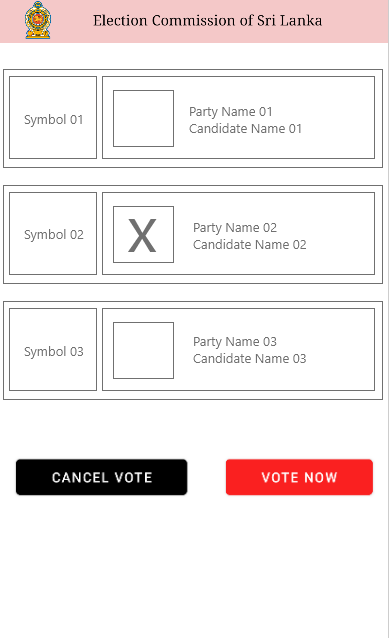 Election Commission of Sri Lanka
Symbol 01
Party Name 01
Candidate Name 01
Symbol 02
X
Party Name 02
Candidate Name 02
Symbol 03
Party Name 03
Candidate Name 03
CANCEL VOTE
VOTE NOW